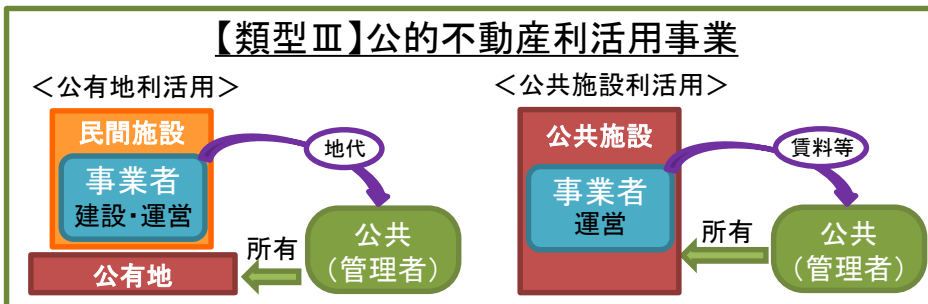 【類型Ⅲ】公的不動産利活用事業
＜公有地利活用＞
民間施設
事業者
建設・運営
地代
公共
（管理者）
所有
公有地
＜公共施設利活用＞
公共施設
事業者
運営
賃料等
公共
（管理者）
所有